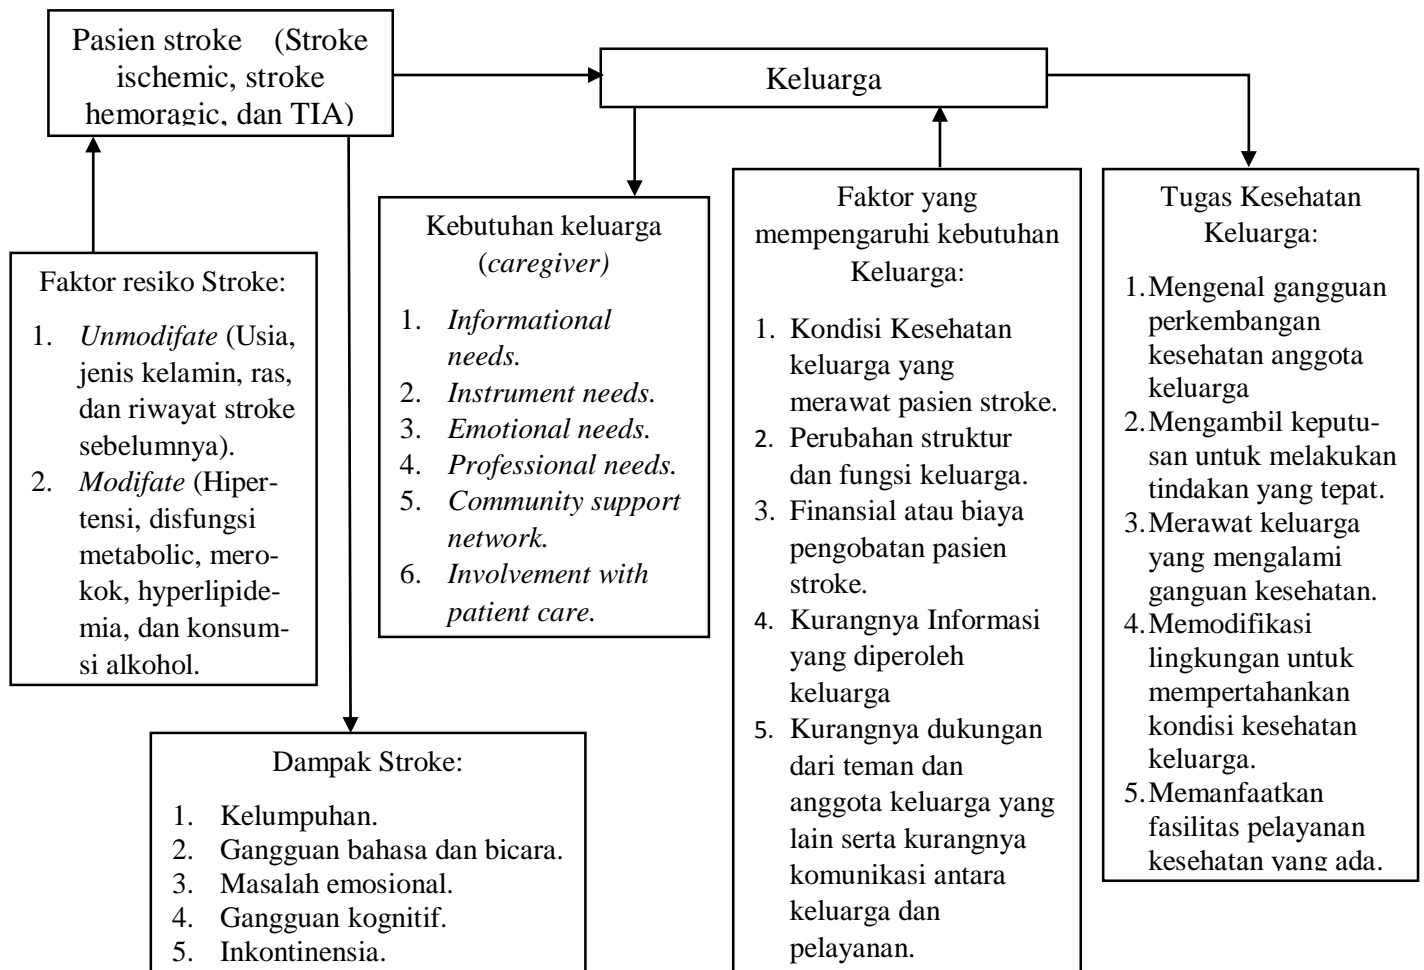 Pasien stroke (Stroke
ischemic, stroke
hemoragic, dan TIA)
Keluarga
Faktor resiko Stroke:
1. Unmodifate (Usia,
jenis kelamin, ras,
dan riwayat stroke
sebelumnya).
2. Modifate (Hiper-
tensi, disfungsi
metabolic, mero-
kok, hyperlipide-
mia, dan konsum-
si alkohol.
Kebutuhan keluarga
(caregiver)
1. Informational
needs.
2. Instrument needs.
3. Emotional needs.
4. Professional needs.
5. Community support
network.
6. Involvement with
patient care.
Faktor yang
mempengaruhi kebutuhan
Keluarga:
1. Kondisi Kesehatan
keluarga yang
merawat pasien stroke.
2. Perubahan struktur
dan fungsi keluarga.
3. Finansial atau biaya
pengobatan pasien
stroke.
4. Kurangnya Informasi
yang diperoleh
keluarga
5. Kurangnya dukungan
dari teman dan
anggota keluarga yang
lain serta kurangnya
komunikasi antara
keluarga dan
pelayanan.
Tugas Kesehatan
Keluarga:
1. Mengenal gangguan
perkembangan
kesehatan anggota
keluarga
2. Mengambil keputu-
san untuk melakukan
tindakan yang tepat.
3. Merawat keluarga
yang mengalami
ganguan kesehatan.
4. Memodifikasi
lingkungan untuk
mempertahankan
kondisi kesehatan
keluarga.
5. Memanfaatkan
fasilitas pelayanan
kesehatan yang ada.
Dampak Stroke:
1. Kelumpuhan.
2. Gangguan bahasa dan bicara.
3. Masalah emosional.
4. Gangguan kognitif.
5. Inkontinensia.